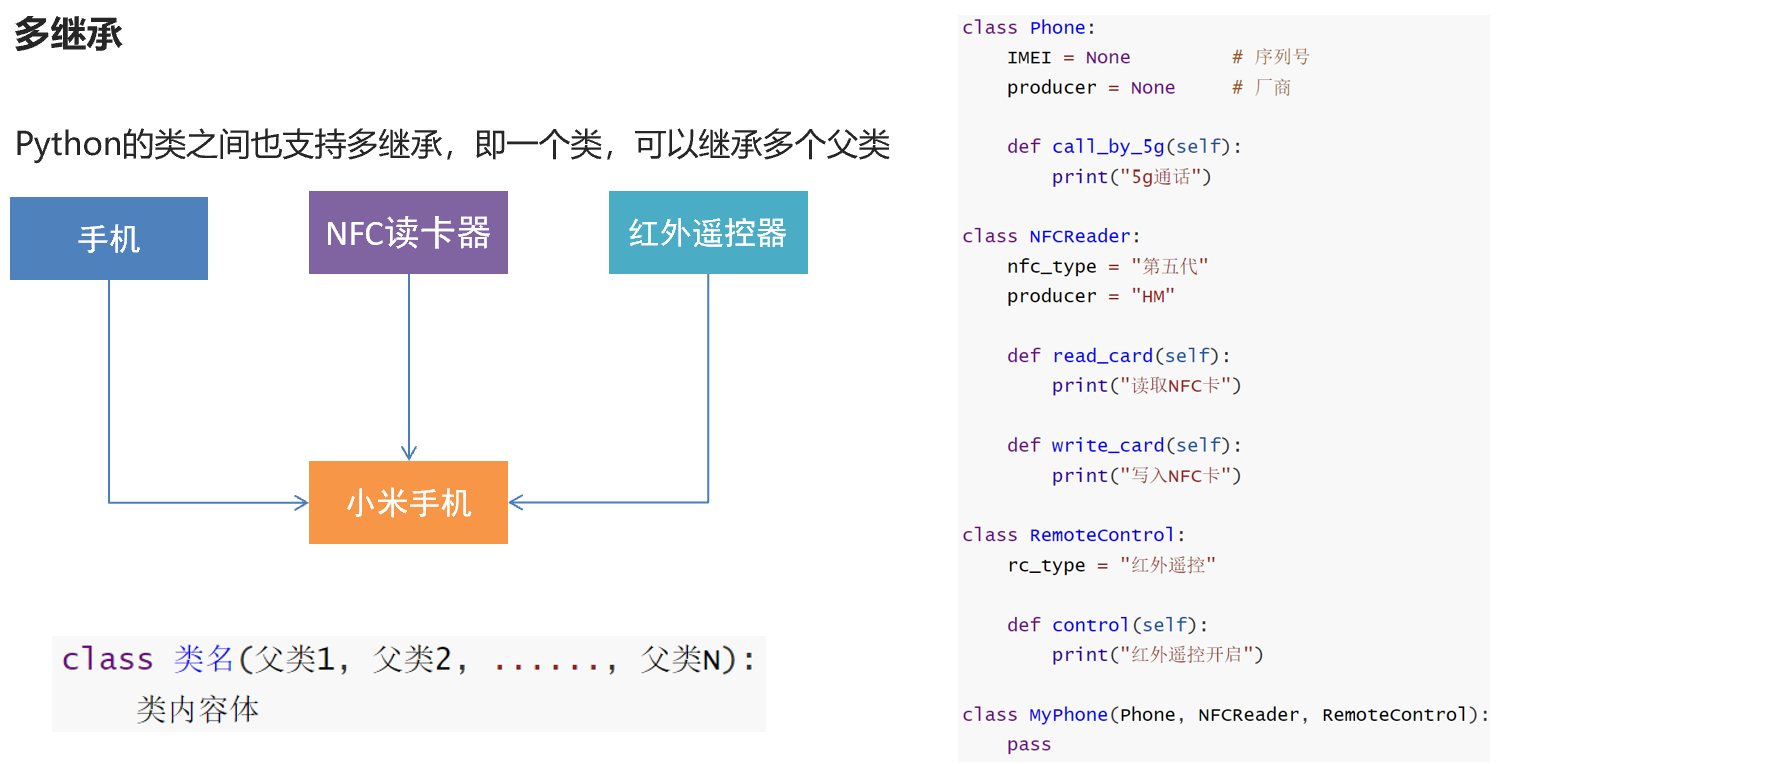 多继承
Python的类之间也支持多继承，即一个类，可以继承多个父类
手机
NFC读卡器
红外遥控器
小米手机
class 类名(父类1, 父类2, ......, 父类N):
    类内容体
class Phone:
    IMEI = None         # 序列号
    producer = None     # 厂商

    def call_by_5g(self):
        print("5g通话")

class NFCReader:
    nfc_type = "第五代"
    producer = "HM"

    def read_card(self):
        print("读取NFC卡")

    def write_card(self):
        print("写入NFC卡")

class RemoteControl:
    rc_type = "红外遥控"

    def control(self):
        print("红外遥控开启")

class MyPhone(Phone, NFCReader, RemoteControl):
    pass